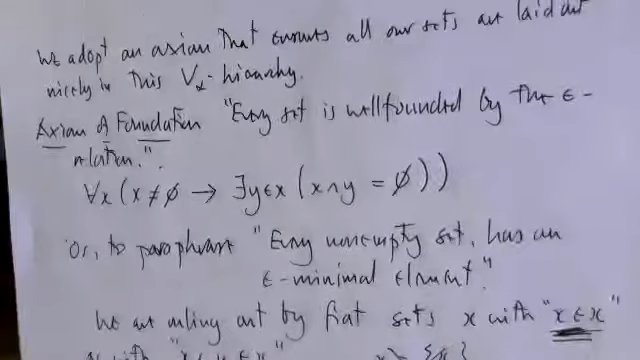 We adopt an axiom that ensures all our sets are laid out
nicely in this V_α-hierarchy.
Axiom of Foundation "Every set is wellfounded by the ∈-
relation."
∀x(x≠∅ → ∃y∈x(x∩y = ∅))
Or, to paraphrase "Every nonempty set, has an
∈-minimal element."
We are ruling out by fiat sets x with "x∈x"